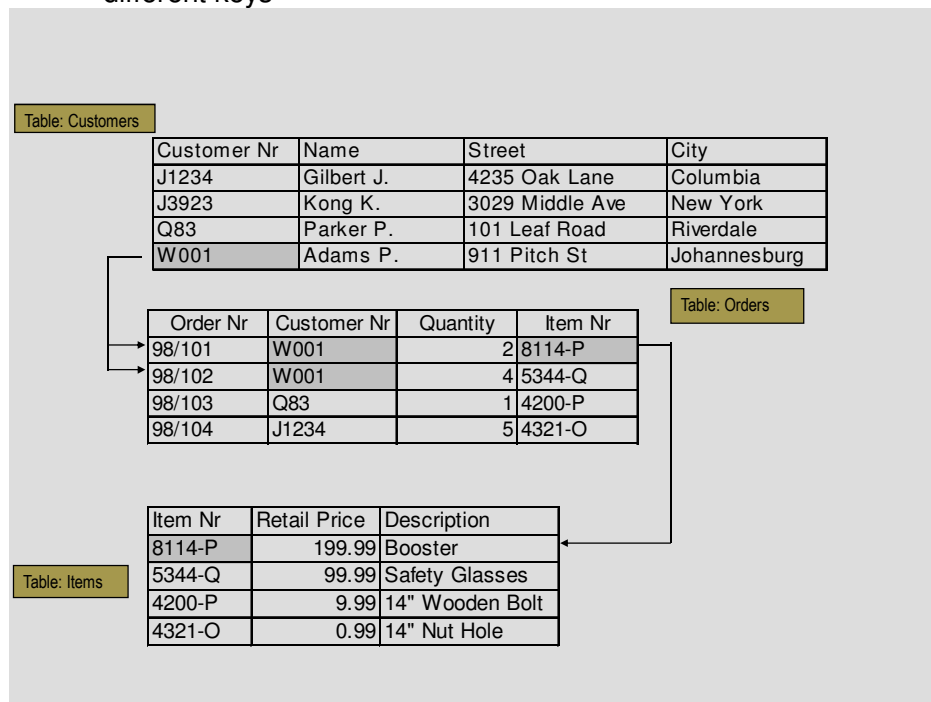 different keys
Table: Customers
Customer Nr Name Street City
J1234 Gilbert J. 4235 Oak Lane Columbia
J3923 Kong K. 3029 Middle Ave New York
Q83 Parker P. 101 Leaf Road Riverdale
W001 Adams P. 911 Pitch St Johannesburg
Table: Orders
Order Nr Customer Nr Quantity Item Nr
98/101 W001 2 8114-P
98/102 W001 4 5344-Q
98/103 Q83 1 4200-P
98/104 J1234 5 4321-O
Item Nr Retail Price Description
8114-P 199.99 Booster
Table: Items
5344-Q 99.99 Safety Glasses
4200-P 9.99 14" Wooden Bolt
4321-O 0.99 14" Nut Hole